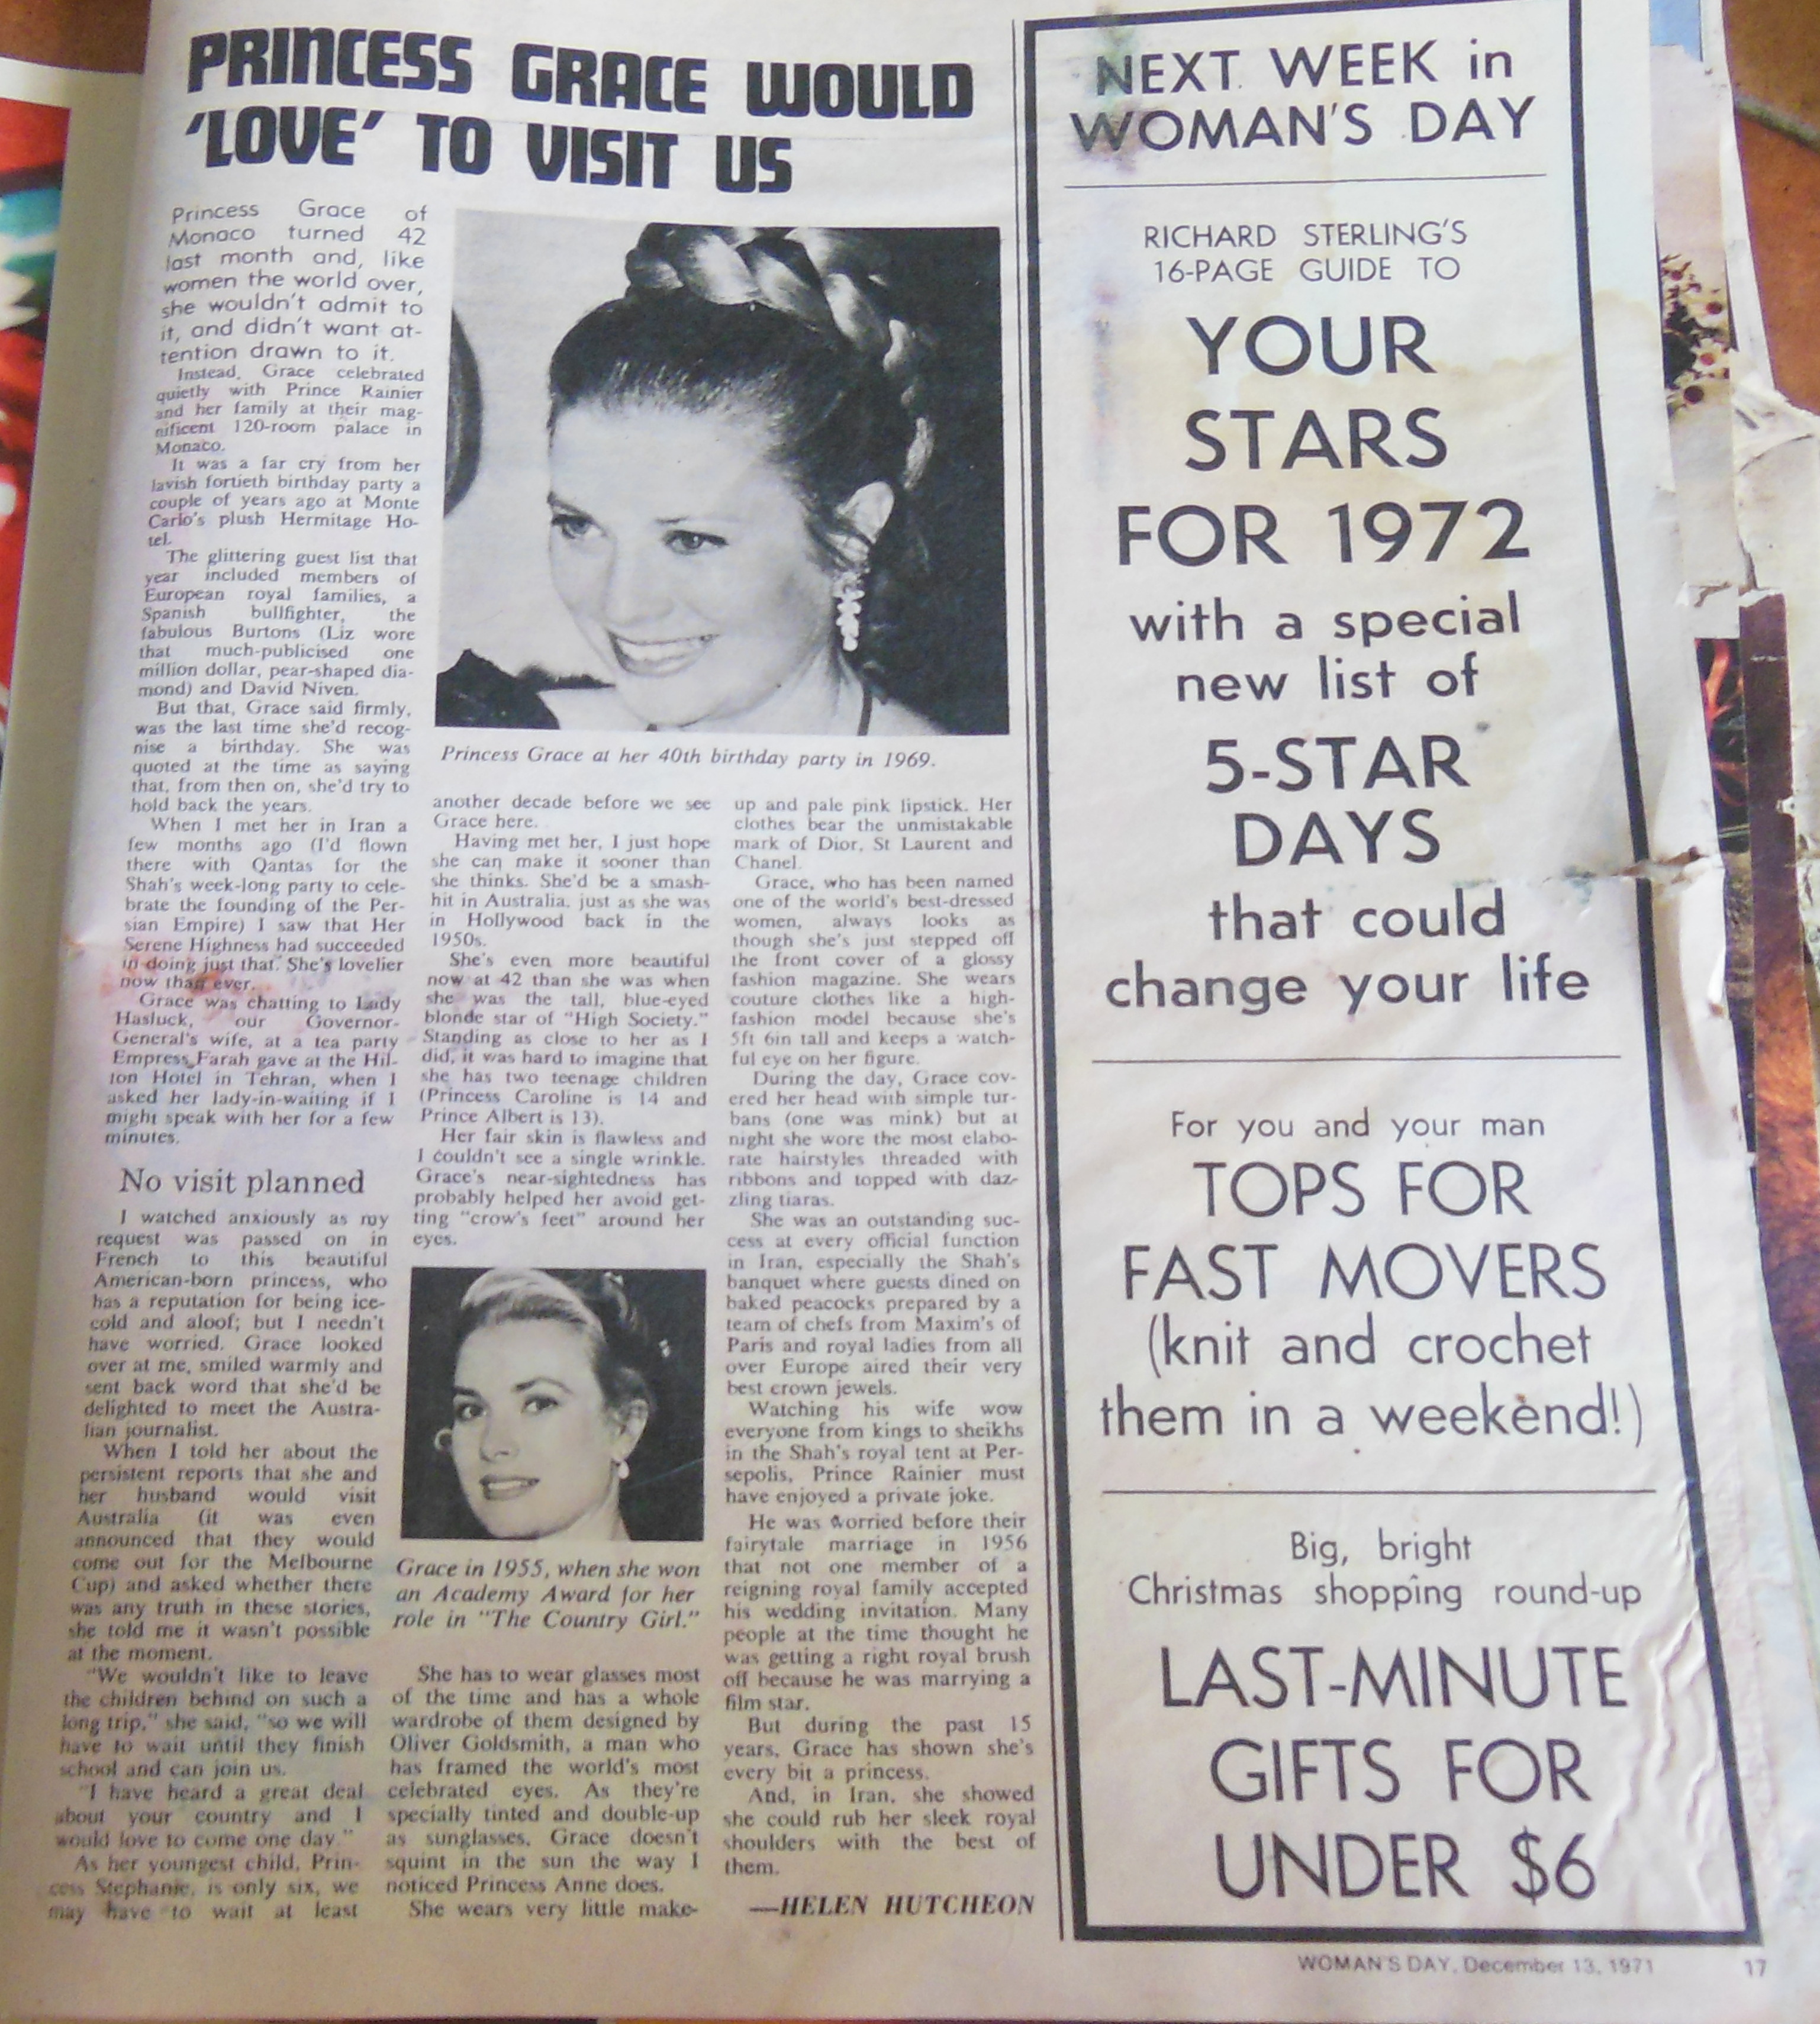 PRINCESS GRACE WOULD
'LOVE' TO VISIT US
Princess Grace of
Monaco turned 42
last month and, like
women the world over,
she wouldn't admit to
it, and didn't want at-
tention drawn to it.
Instead, Grace celebrated
quietly with Prince Rainier
and her family at their mag-
nificent 120-room palace in
Monaco.
It was a far cry from her
lavish fortieth birthday party a
couple of years ago at Monte
Carlo's plush Hermitage Ho-
tel.
The glittering guest list that
year included members of
European royal families, a
Spanish bullfighter, the
fabulous Burtons (Liz wore
that much-publicised one
million dollar, pear-shaped dia-
mond) and David Niven.
But that, Grace said firmly,
was the last time she'd recog-
nise a birthday. She was
quoted at the time as saying
that, from then on, she'd try to
hold back the years.
When I met her in Iran a
few months ago (I'd flown
there with Qantas for the
Shah's week-long party to cele-
brate the founding of the Per-
sian Empire) I saw that Her
Serene Highness had succeeded
in doing just that. She's lovelier
now than ever.
Grace was chatting to Lady
Hasluck, our Governor-
General's wife, at a tea party
Empress Farah gave at the Hil-
ton Hotel in Tehran, when I
asked her lady-in-waiting if I
might speak with her for a few
minutes.
No visit planned
I watched anxiously as my
request was passed on in
French to this beautiful
American-born princess, who
has a reputation for being ice-
cold and aloof; but I needn't
have worried. Grace looked
over at me, smiled warmly and
sent back word that she'd be
delighted to meet the Austra-
lian journalist.
When I told her about the
persistent reports that she and
her husband would visit
Australia (it was even
announced that they would
come out for the Melbourne
Cup) and asked whether there
was any truth in these stories,
she told me it wasn't possible
at the moment.
"We wouldn't like to leave
the children behind on such a
long trip," she said, "so we will
have to wait until they finish
school and can join us.
"I have heard a great deal
about your country and I
would love to come one day."
As her youngest child, Prin-
cess Stephanie, is only six, we
may have to wait at least
Princess Grace at her 40th birthday party in 1969.
another decade before we see
Grace here.
Having met her, I just hope
she can make it sooner than
she thinks. She'd be a smash-
hit in Australia, just as she was
in Hollywood back in the
1950s.
She's even more beautiful
now at 42 than she was when
she was the tall, blue-eyed
blonde star of "High Society."
Standing as close to her as I
did, it was hard to imagine that
she has two teenage children
(Princess Caroline is 14 and
Prince Albert is 13).
Her fair skin is flawless and
I couldn't see a single wrinkle.
Grace's near-sightedness has
probably helped her avoid get-
ting "crow's feet" around her
eyes.
Grace in 1955, when she won
an Academy Award for her
role in "The Country Girl."
She has to wear glasses most
of the time and has a whole
wardrobe of them designed by
Oliver Goldsmith, a man who
has framed the world's most
celebrated eyes. As they're
specially tinted and double-up
as sunglasses, Grace doesn't
squint in the sun the way I
noticed Princess Anne does.
She wears very little make-
up and pale pink lipstick. Her
clothes bear the unmistakable
mark of Dior, St Laurent and
Chanel.
Grace, who has been named
one of the world's best-dressed
women, always looks as
though she's just stepped off
the front cover of a glossy
fashion magazine. She wears
couture clothes like a high-
fashion model because she's
5ft 6in tall and keeps a watch-
ful eye on her figure.
During the day, Grace cov-
ered her head with simple tur-
bans (one was mink) but at
night she wore the most elabo-
rate hairstyles threaded with
ribbons and topped with daz-
zling tiaras.
She was an outstanding suc-
cess at every official function
in Iran, especially the Shah's
banquet where guests dined on
baked peacocks prepared by a
team of chefs from Maxim's of
Paris and royal ladies from all
over Europe aired their very
best crown jewels.
Watching his wife wow
everyone from kings to sheikhs
in the Shah's royal tent at Per-
sepolis, Prince Rainier must
have enjoyed a private joke.
He was worried before their
fairytale marriage in 1956
that not one member of a
reigning royal family accepted
his wedding invitation. Many
people at the time thought he
was getting a right royal brush
off because he was marrying a
film star.
But during the past 15
years, Grace has shown she's
every bit a princess.
And, in Iran, she showed
she could rub her sleek royal
shoulders with the best of
them.
—HELEN HUTCHEON
NEXT WEEK in
WOMAN'S DAY
RICHARD STERLING'S
16-PAGE GUIDE TO
YOUR
STARS
FOR 1972
with a special
new list of
5-STAR
DAYS
that could
change your life
For you and your man
TOPS FOR
FAST MOVERS
(knit and crochet
them in a weekend!)
Big, bright
Christmas shopping round-up
LAST-MINUTE
GIFTS FOR
UNDER $6
WOMAN'S DAY, December 13, 1971 17